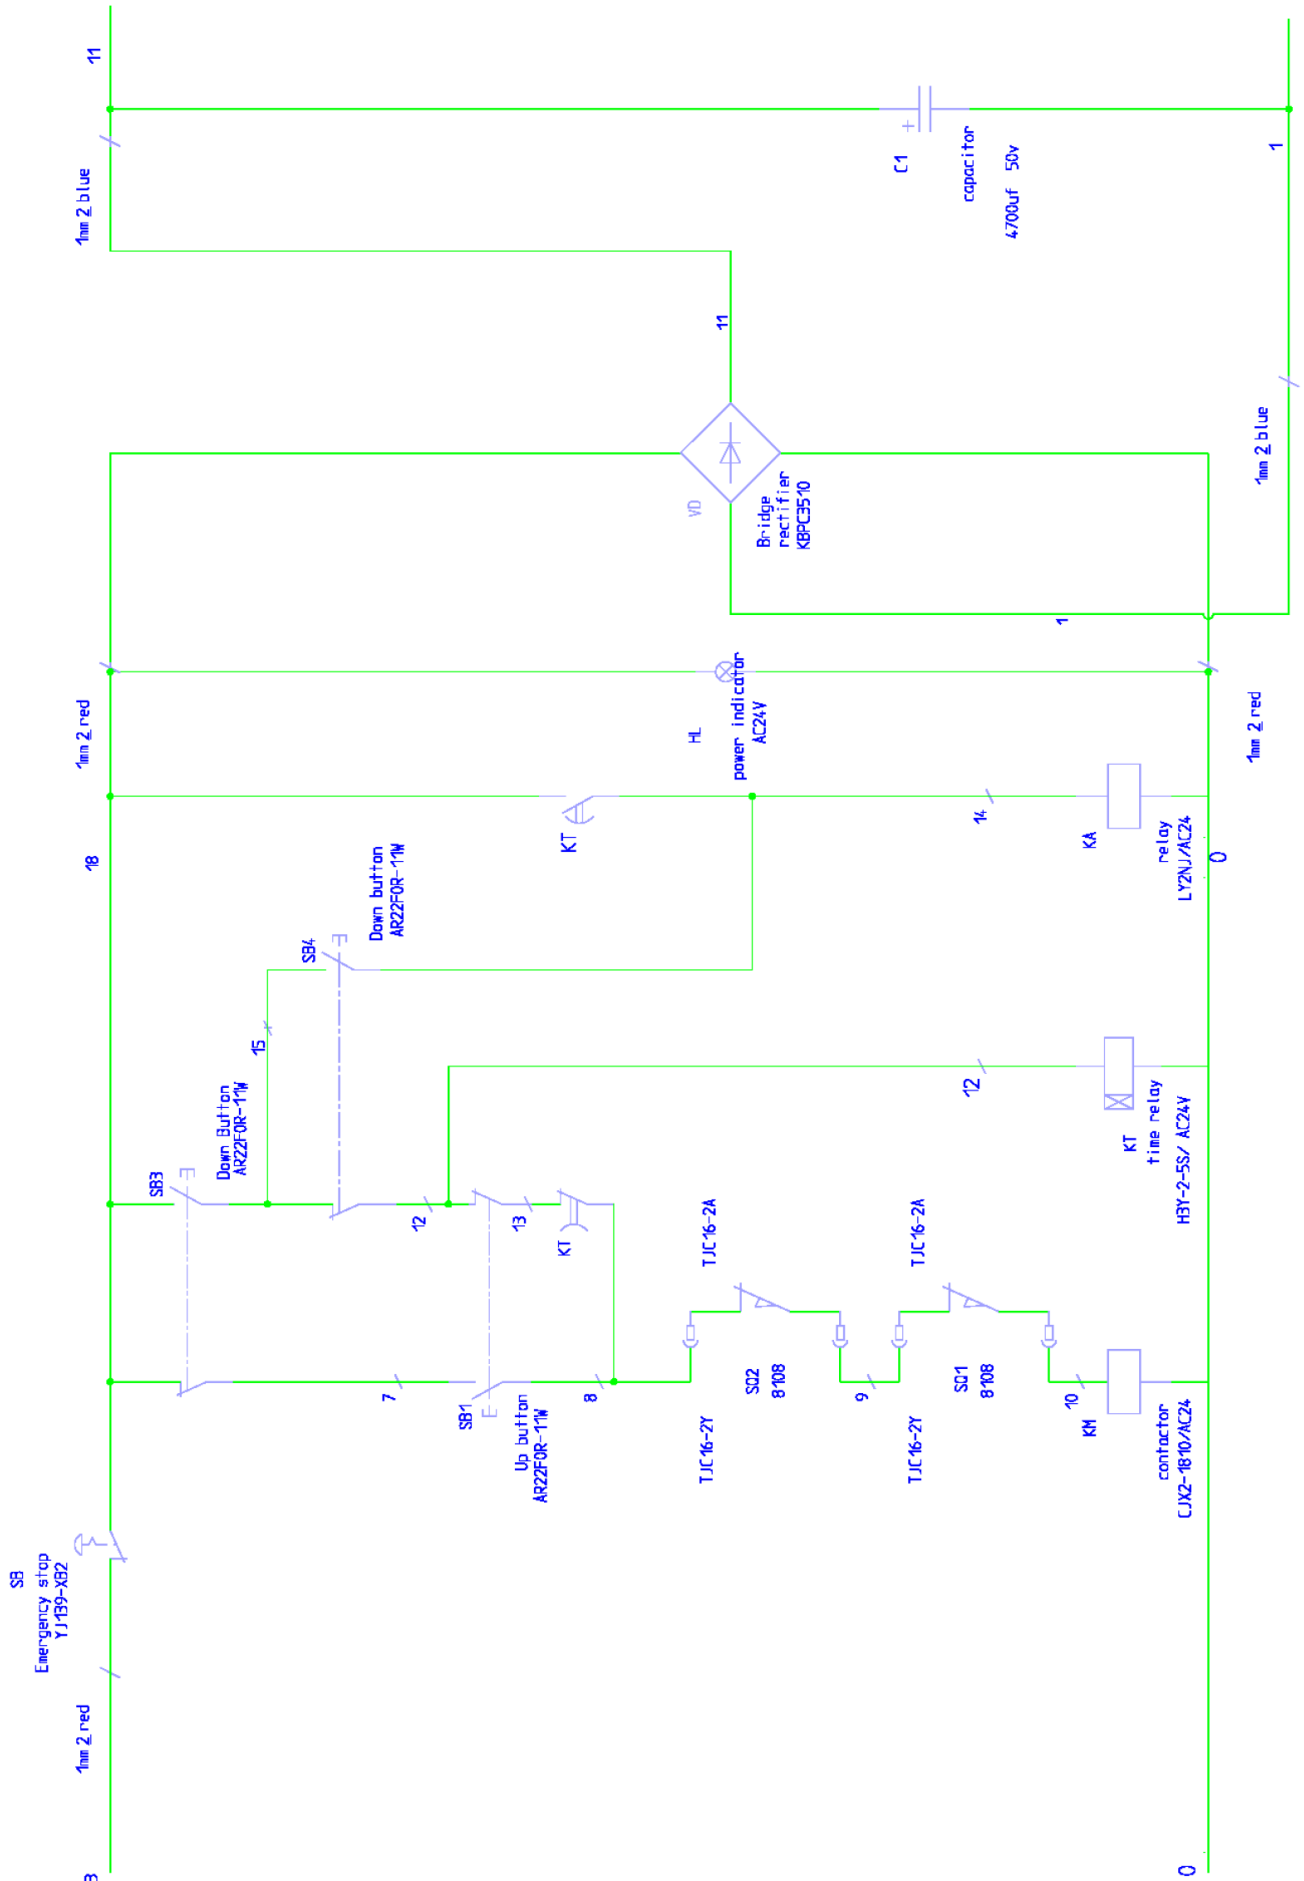 1mm 2 red
SB
Emergency stop
YJ139-XB2
18
1mm 2 red
1mm 2 blue
11
SB3
Down Button
AR22F0R-11W
15
SB4
Down button
AR22F0R-11W
7
12
SB1
Up button
AR22F0R-11W
13
KT
8
KT
HL
power indicator
AC24V
VD
Bridge
rectifier
KBPC3510
11
TJC16-2Y
TJC16-2A
SQ2
8108
9
TJC16-2Y
TJC16-2A
SQ1
8108
10
12
14
1
C1
capacitor
4700uf 50v
KM
contactor
CJX2-1810/AC24
KT
time relay
H3Y-2-5S/ AC24V
KA
relay
LY2NJ/AC24
0
0
1mm 2 red
1mm 2 blue
1